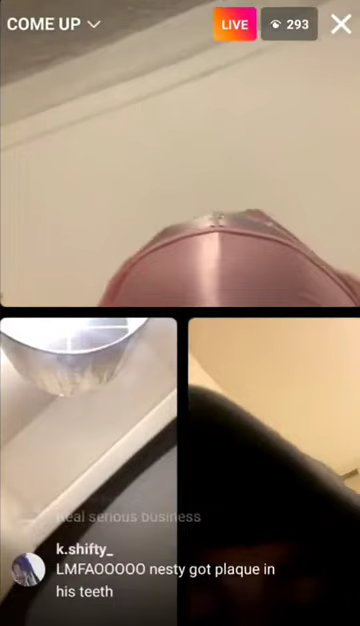 COME UP
LIVE
293
Real serious business
k.shifty_
LMFAOOOOO nesty got plaque in
his teeth